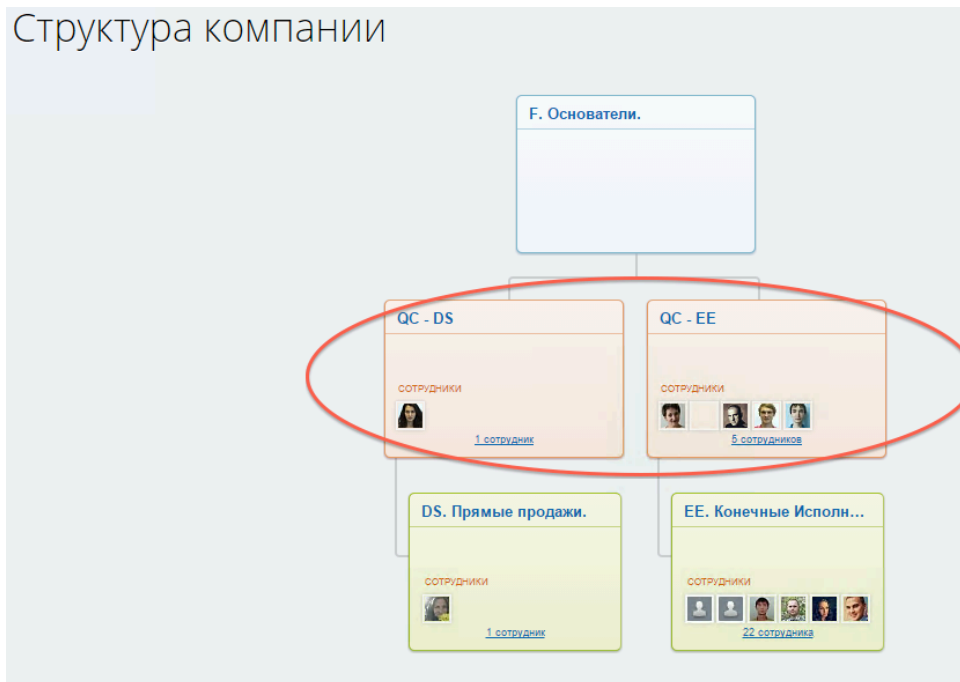 Структура компании
F. Основатели.
QC - DS
СОТРУДНИКИ
1 сотрудник
QC - EE
СОТРУДНИКИ
5 сотрудников
DS. Прямые продажи.
СОТРУДНИКИ
1 сотрудник
EE. Конечные Исполн...
СОТРУДНИКИ
22 сотрудника